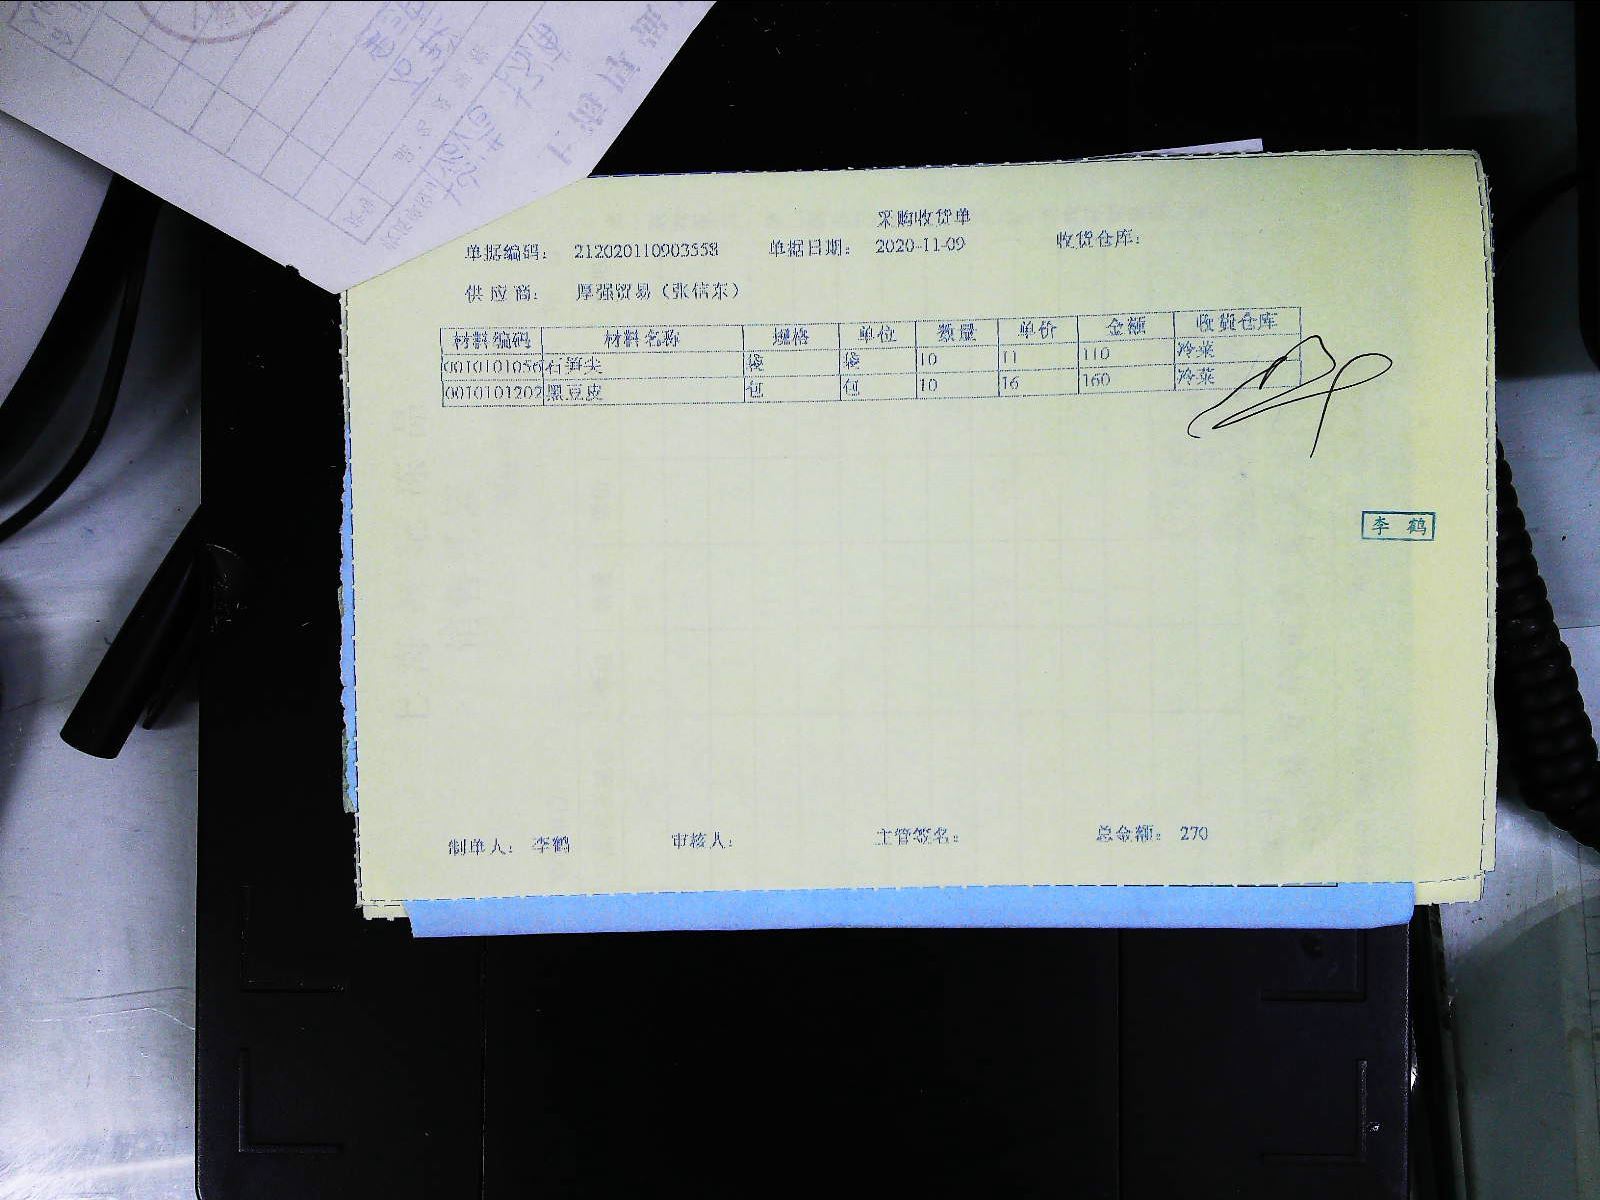 采购收货单
单据编码： 212020110903558 单据日期： 2020-11-09 收货仓库：
供应商： 厚强贸易（张信东）
材料编码 材料名称 规格 单位 数量 单价 金额 收货仓库
0010101056 石笋尖 袋 袋 10 11 110 冷菜
0010101202 黑豆皮 包 包 10 16 160 冷菜
李鹤
制单人： 李鹤 审核人： 主管签名： 总金额： 270